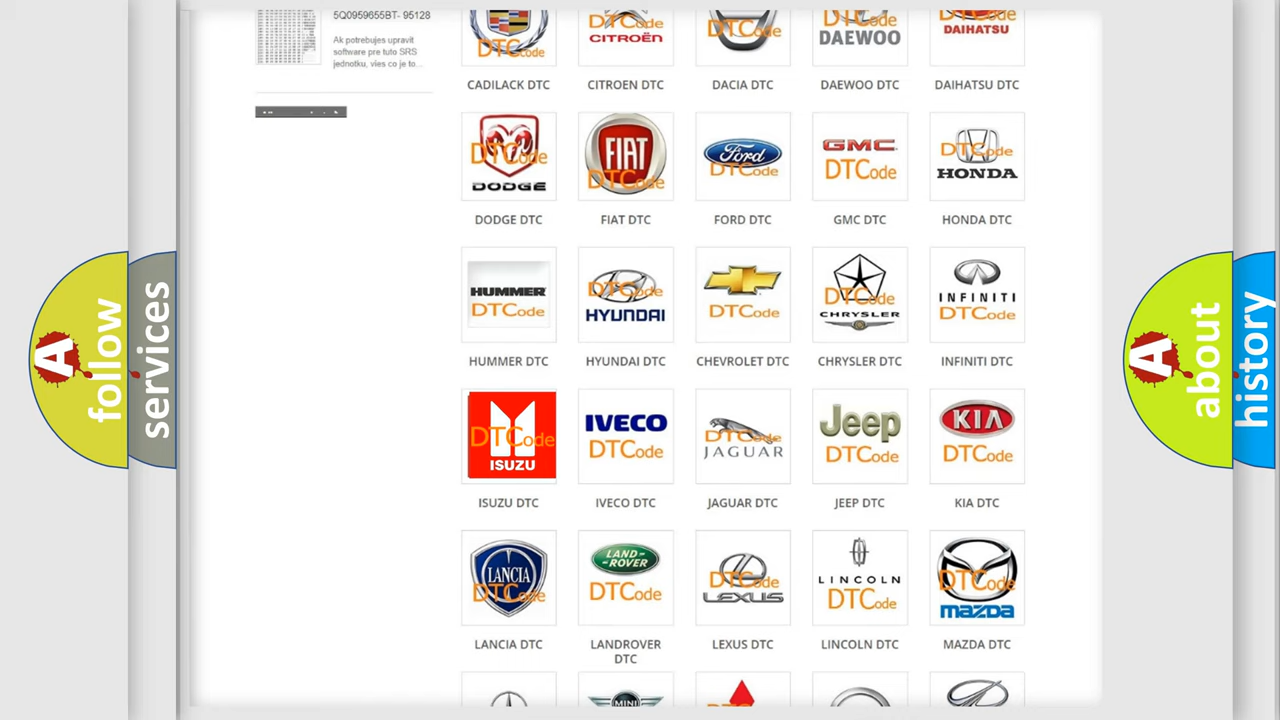 5Q0959655BT- 95128
Ak potrebujes upravit
software pre tuto SRS
jednotku, vies co je to...
DTCode
DTCode
CITROËN
DTCode
DAEWOO
DTCode
DAIHATSU
CADILACK DTC
CITROEN DTC
DACIA DTC
DAEWOO DTC
DAIHATSU DTC
DTCode
DODGE
FIAT
DTCode
Ford
DTCode
GMC
DTCode
DTCode
HONDA
DODGE DTC
FIAT DTC
FORD DTC
GMC DTC
HONDA DTC
HUMMER
DTCode
DTCode
HYUNDAI
DTCode
DTCode
CHRYSLER
INFINITI
DTCode
HUMMER DTC
HYUNDAI DTC
CHEVROLET DTC
CHRYSLER DTC
INFINITI DTC
DTCode
ISUZU
IVECO
DTCode
DTCode
JAGUAR
Jeep
DTCode
KIA
DTCode
ISUZU DTC
IVECO DTC
JAGUAR DTC
JEEP DTC
KIA DTC
LANCIA
DTCode
LAND-
ROVER
DTCode
DTCode
LEXUS
LINCOLN
DTCode
DTCode
mazda
LANCIA DTC
LANDROVER
DTC
LEXUS DTC
LINCOLN DTC
MAZDA DTC
MINI
A
follow
services
A
about
history